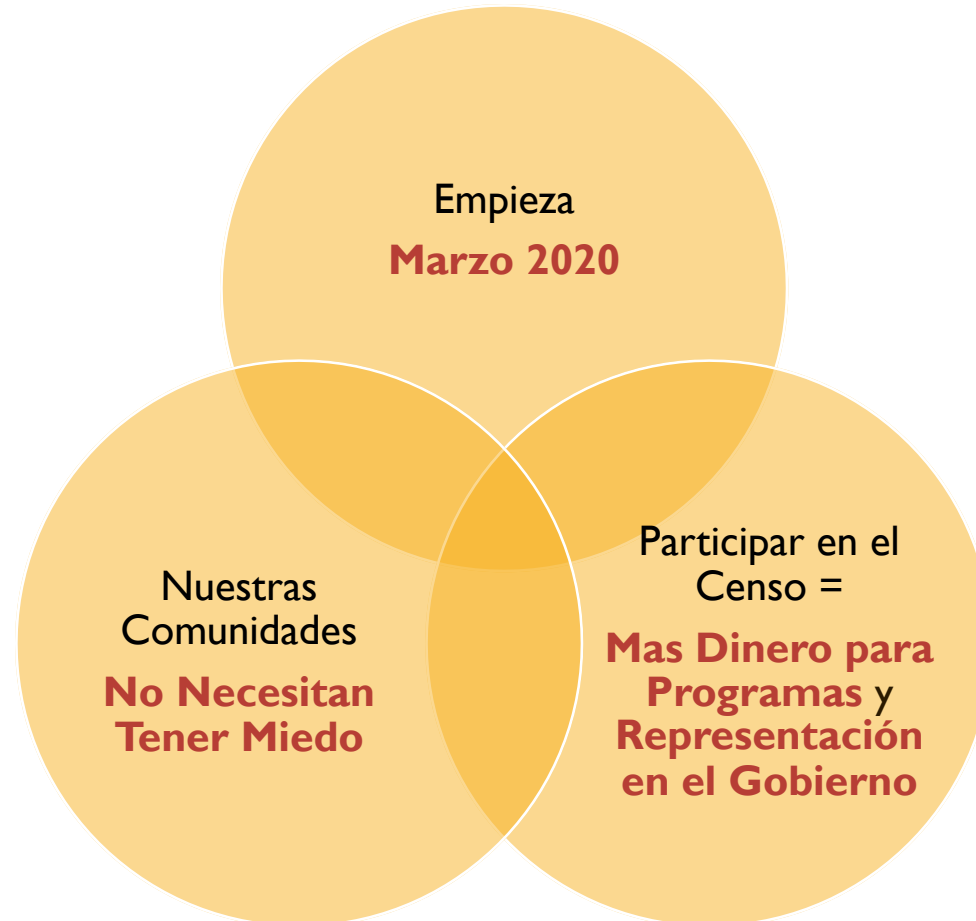 Empieza
Marzo 2020
Nuestras
Comunidades
No Necesitan
Tener Miedo
Participar en el
Censo =
Mas Dinero para
Programas y
Representación
en el Gobierno